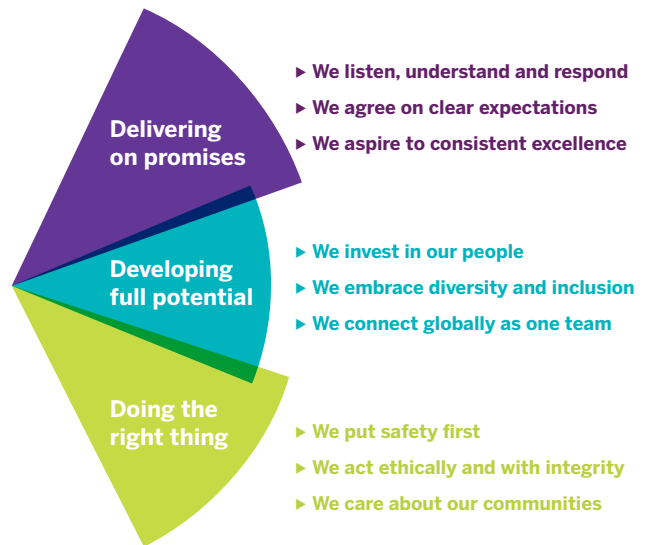 Delivering
on promises
► We listen, understand and respond
► We agree on clear expectations
► We aspire to consistent excellence
Developing
full potential
► We invest in our people
► We embrace diversity and inclusion
► We connect globally as one team
Doing the
right thing
► We put safety first
► We act ethically and with integrity
► We care about our communities